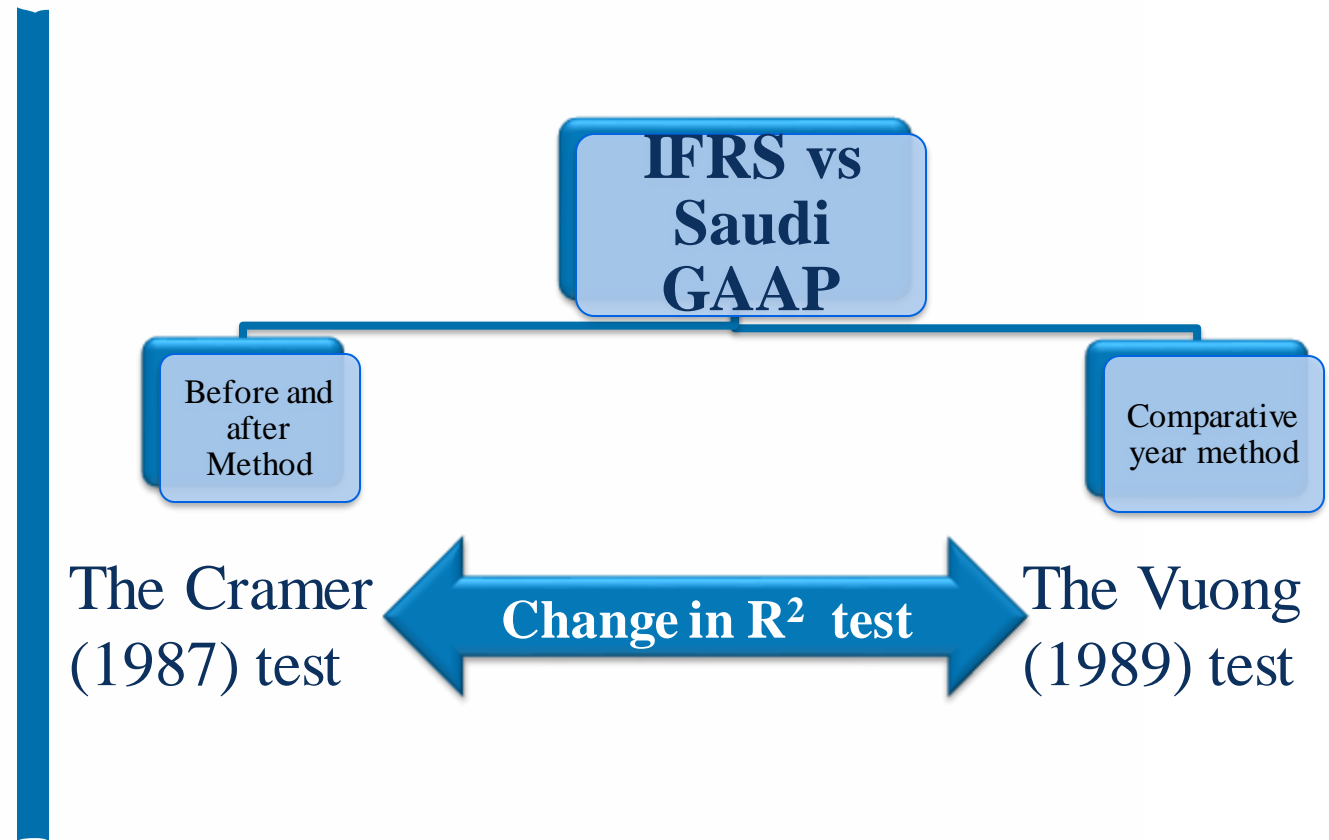 IFRS vs
Saudi
GAAP
Before and
after
Method
Comparative
year method
The Cramer
(1987) test
Change in R² test
The Vuong
(1989) test